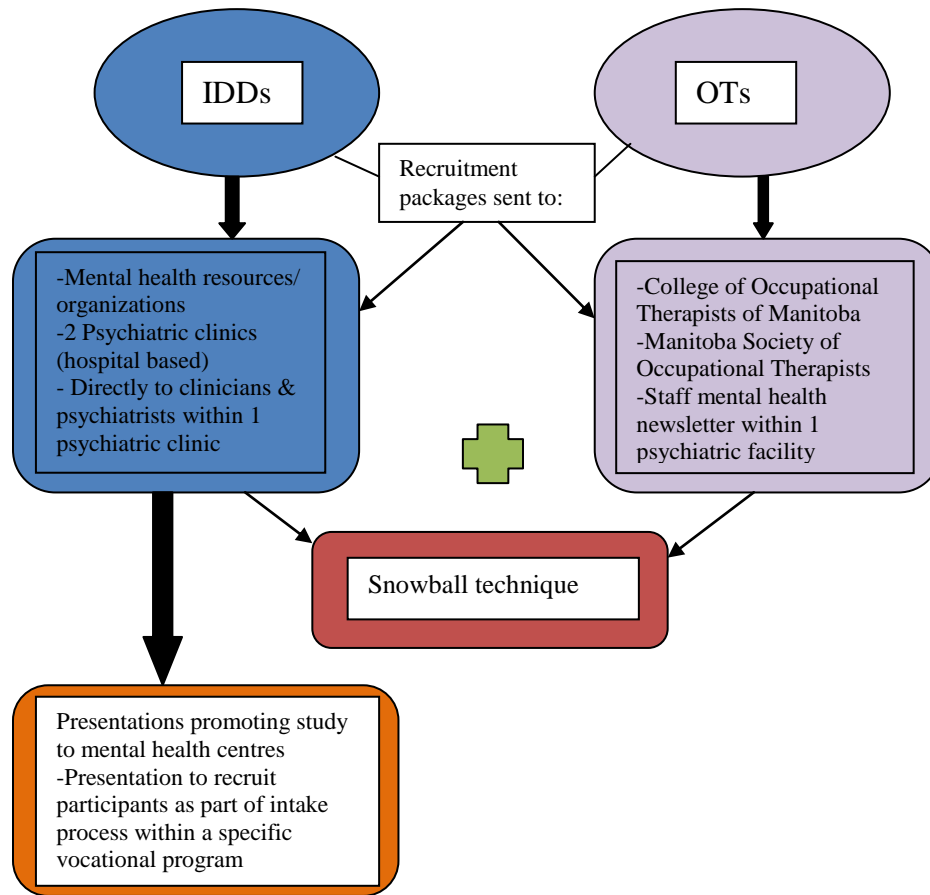 IDDs
OTs
Recruitment
packages sent to:
-Mental health resources/
organizations
-2 Psychiatric clinics
(hospital based)
- Directly to clinicians &
psychiatrists within 1
psychiatric clinic
-College of Occupational
Therapists of Manitoba
-Manitoba Society of
Occupational Therapists
-Staff mental health
newsletter within 1
psychiatric facility
Snowball technique
Presentations promoting study
to mental health centres
-Presentation to recruit
participants as part of intake
process within a specific
vocational program